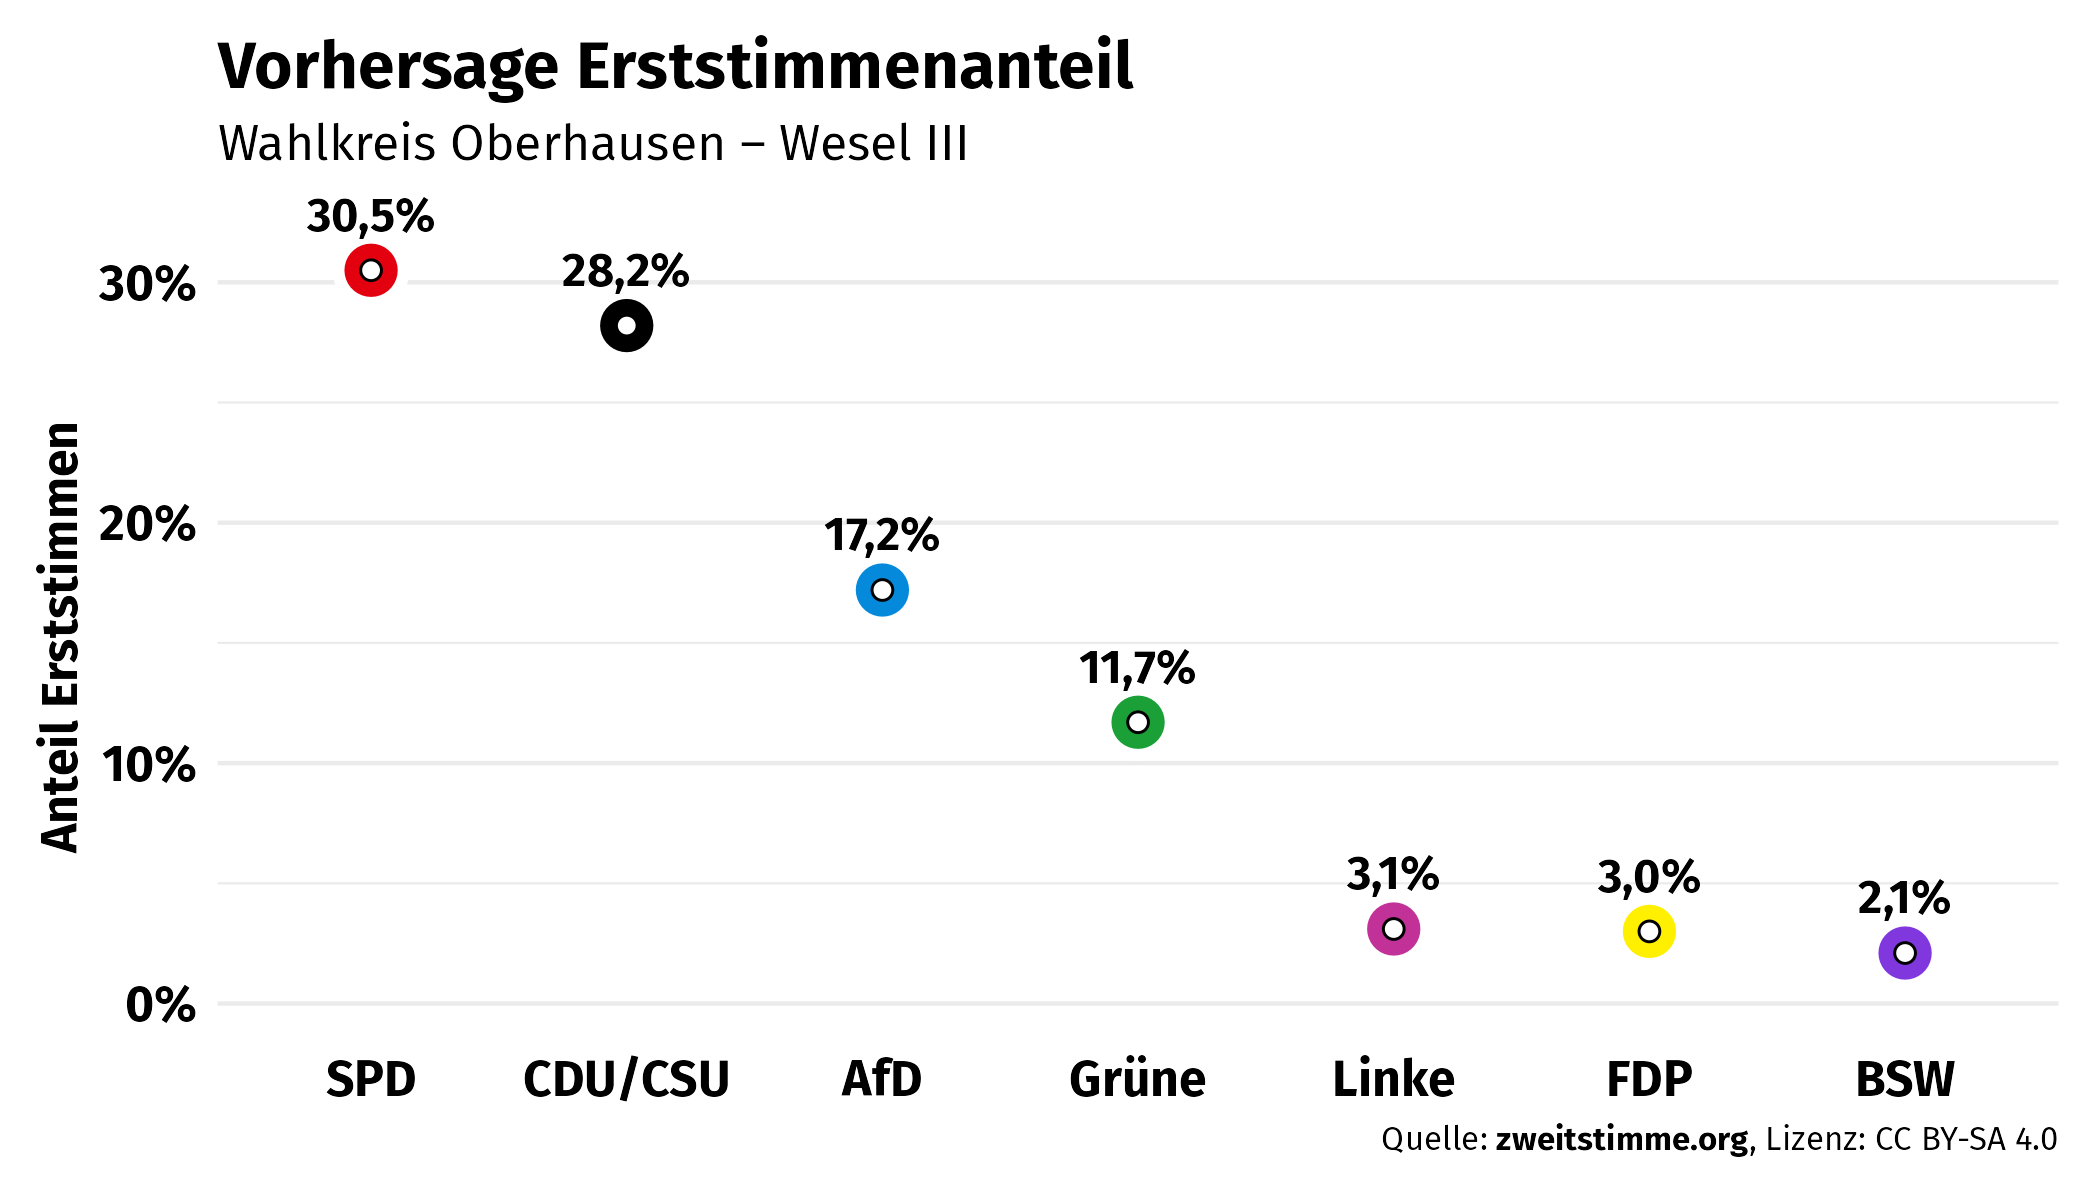 Vorhersage Erststimmenanteil
Wahlkreis Oberhausen – Wesel III
30,5%
28,2%
17,2%
11,7%
3,1%
3,0%
2,1%
30%
20%
10%
0%
Anteil Erststimmen
SPD CDU/CSU AfD Grüne Linke FDP BSW
Quelle: zweitstimme.org, Lizenz: CC BY-SA 4.0